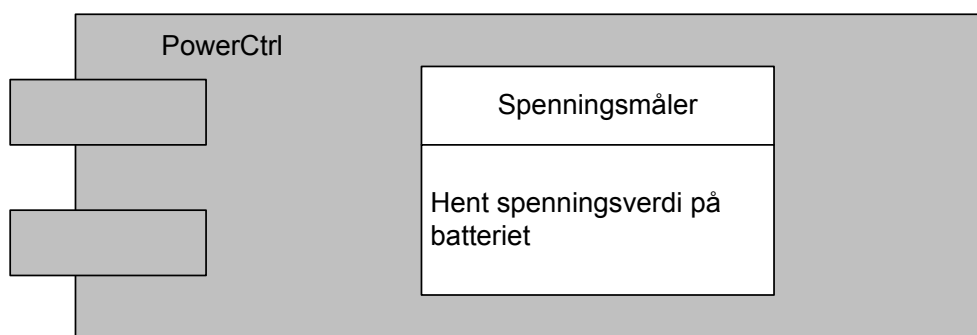 PowerCtrl
Spenningsmåler
Hent spenningsverdi på
batteriet